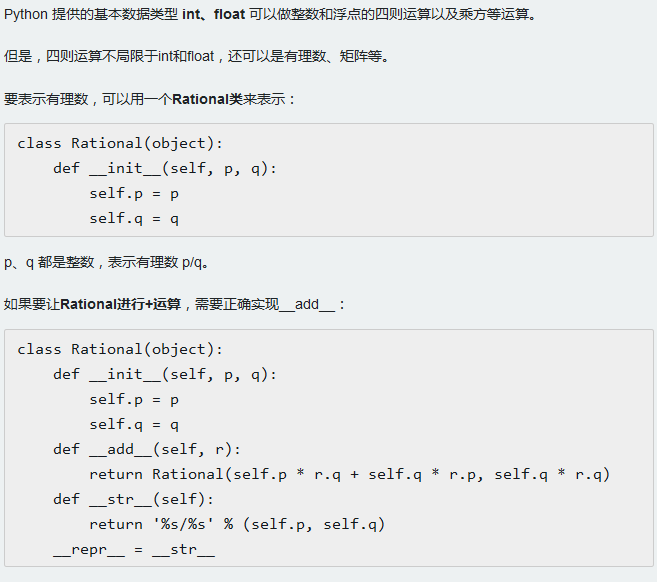 Python 提供的基本数据类型 int、float 可以做整数和浮点的四则运算以及乘方等运算。
但是，四则运算不局限于int和float，还可以是有理数、矩阵等。
要表示有理数，可以用一个Rational类来表示：
class Rational(object):
    def __init__(self, p, q):
        self.p = p
        self.q = q
p、q 都是整数，表示有理数 p/q。
如果要让Rational进行+运算，需要正确实现__add__：
class Rational(object):
    def __init__(self, p, q):
        self.p = p
        self.q = q
    def __add__(self, r):
        return Rational(self.p * r.q + self.q * r.p, self.q * r.q)
    def __str__(self):
        return '%s/%s' % (self.p, self.q)
    __repr__ = __str__